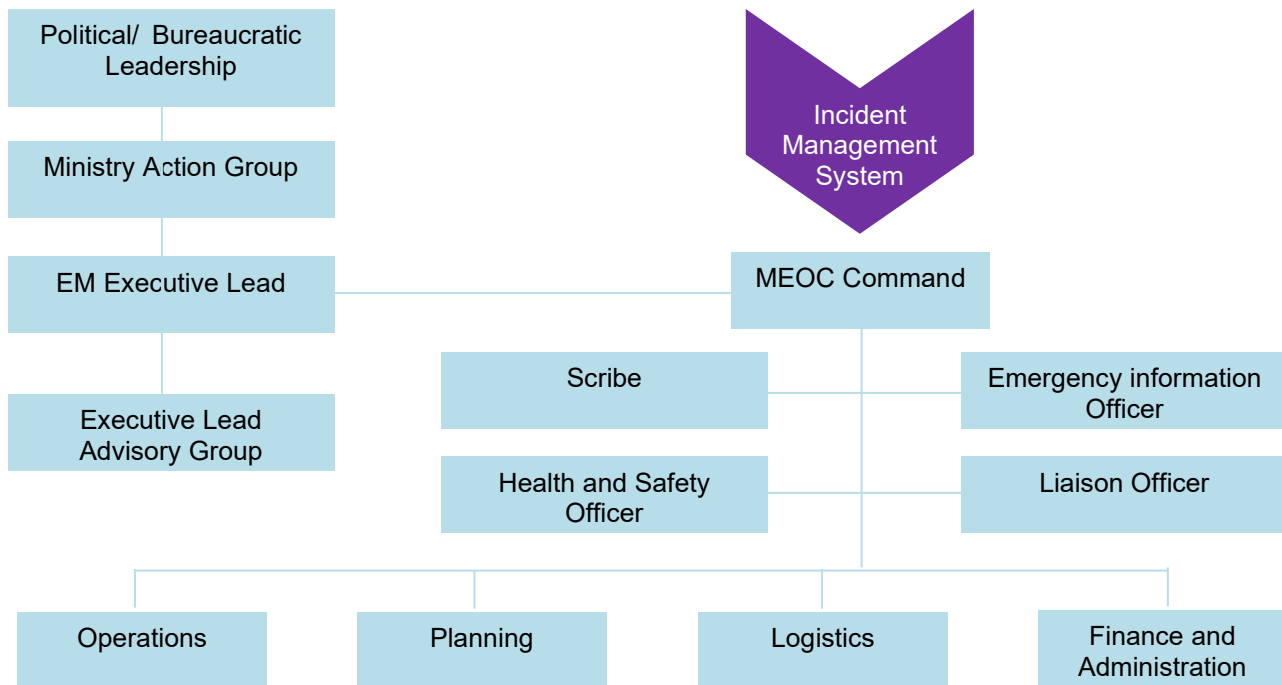 Political/ Bureaucratic
Leadership
Incident
Management
System
Ministry Action Group
EM Executive Lead
MEOC Command
Scribe
Emergency information
Officer
Executive Lead
Advisory Group
Health and Safety
Officer
Liaison Officer
Operations
Planning
Logistics
Finance and
Administration